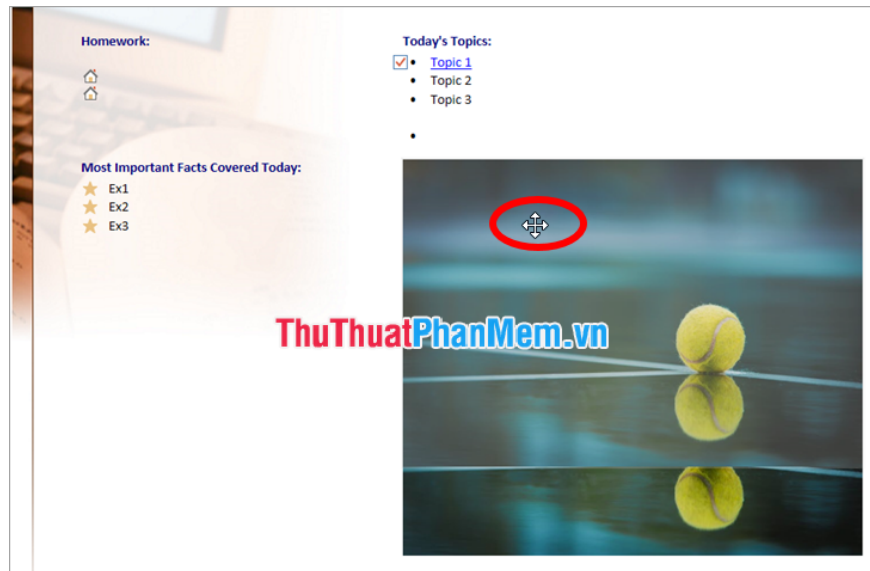 Homework:
Most Important Facts Covered Today:
Ex1
Ex2
Ex3
Today's Topics:
Topic 1
Topic 2
Topic 3
ThuThuatPhanMem.vn